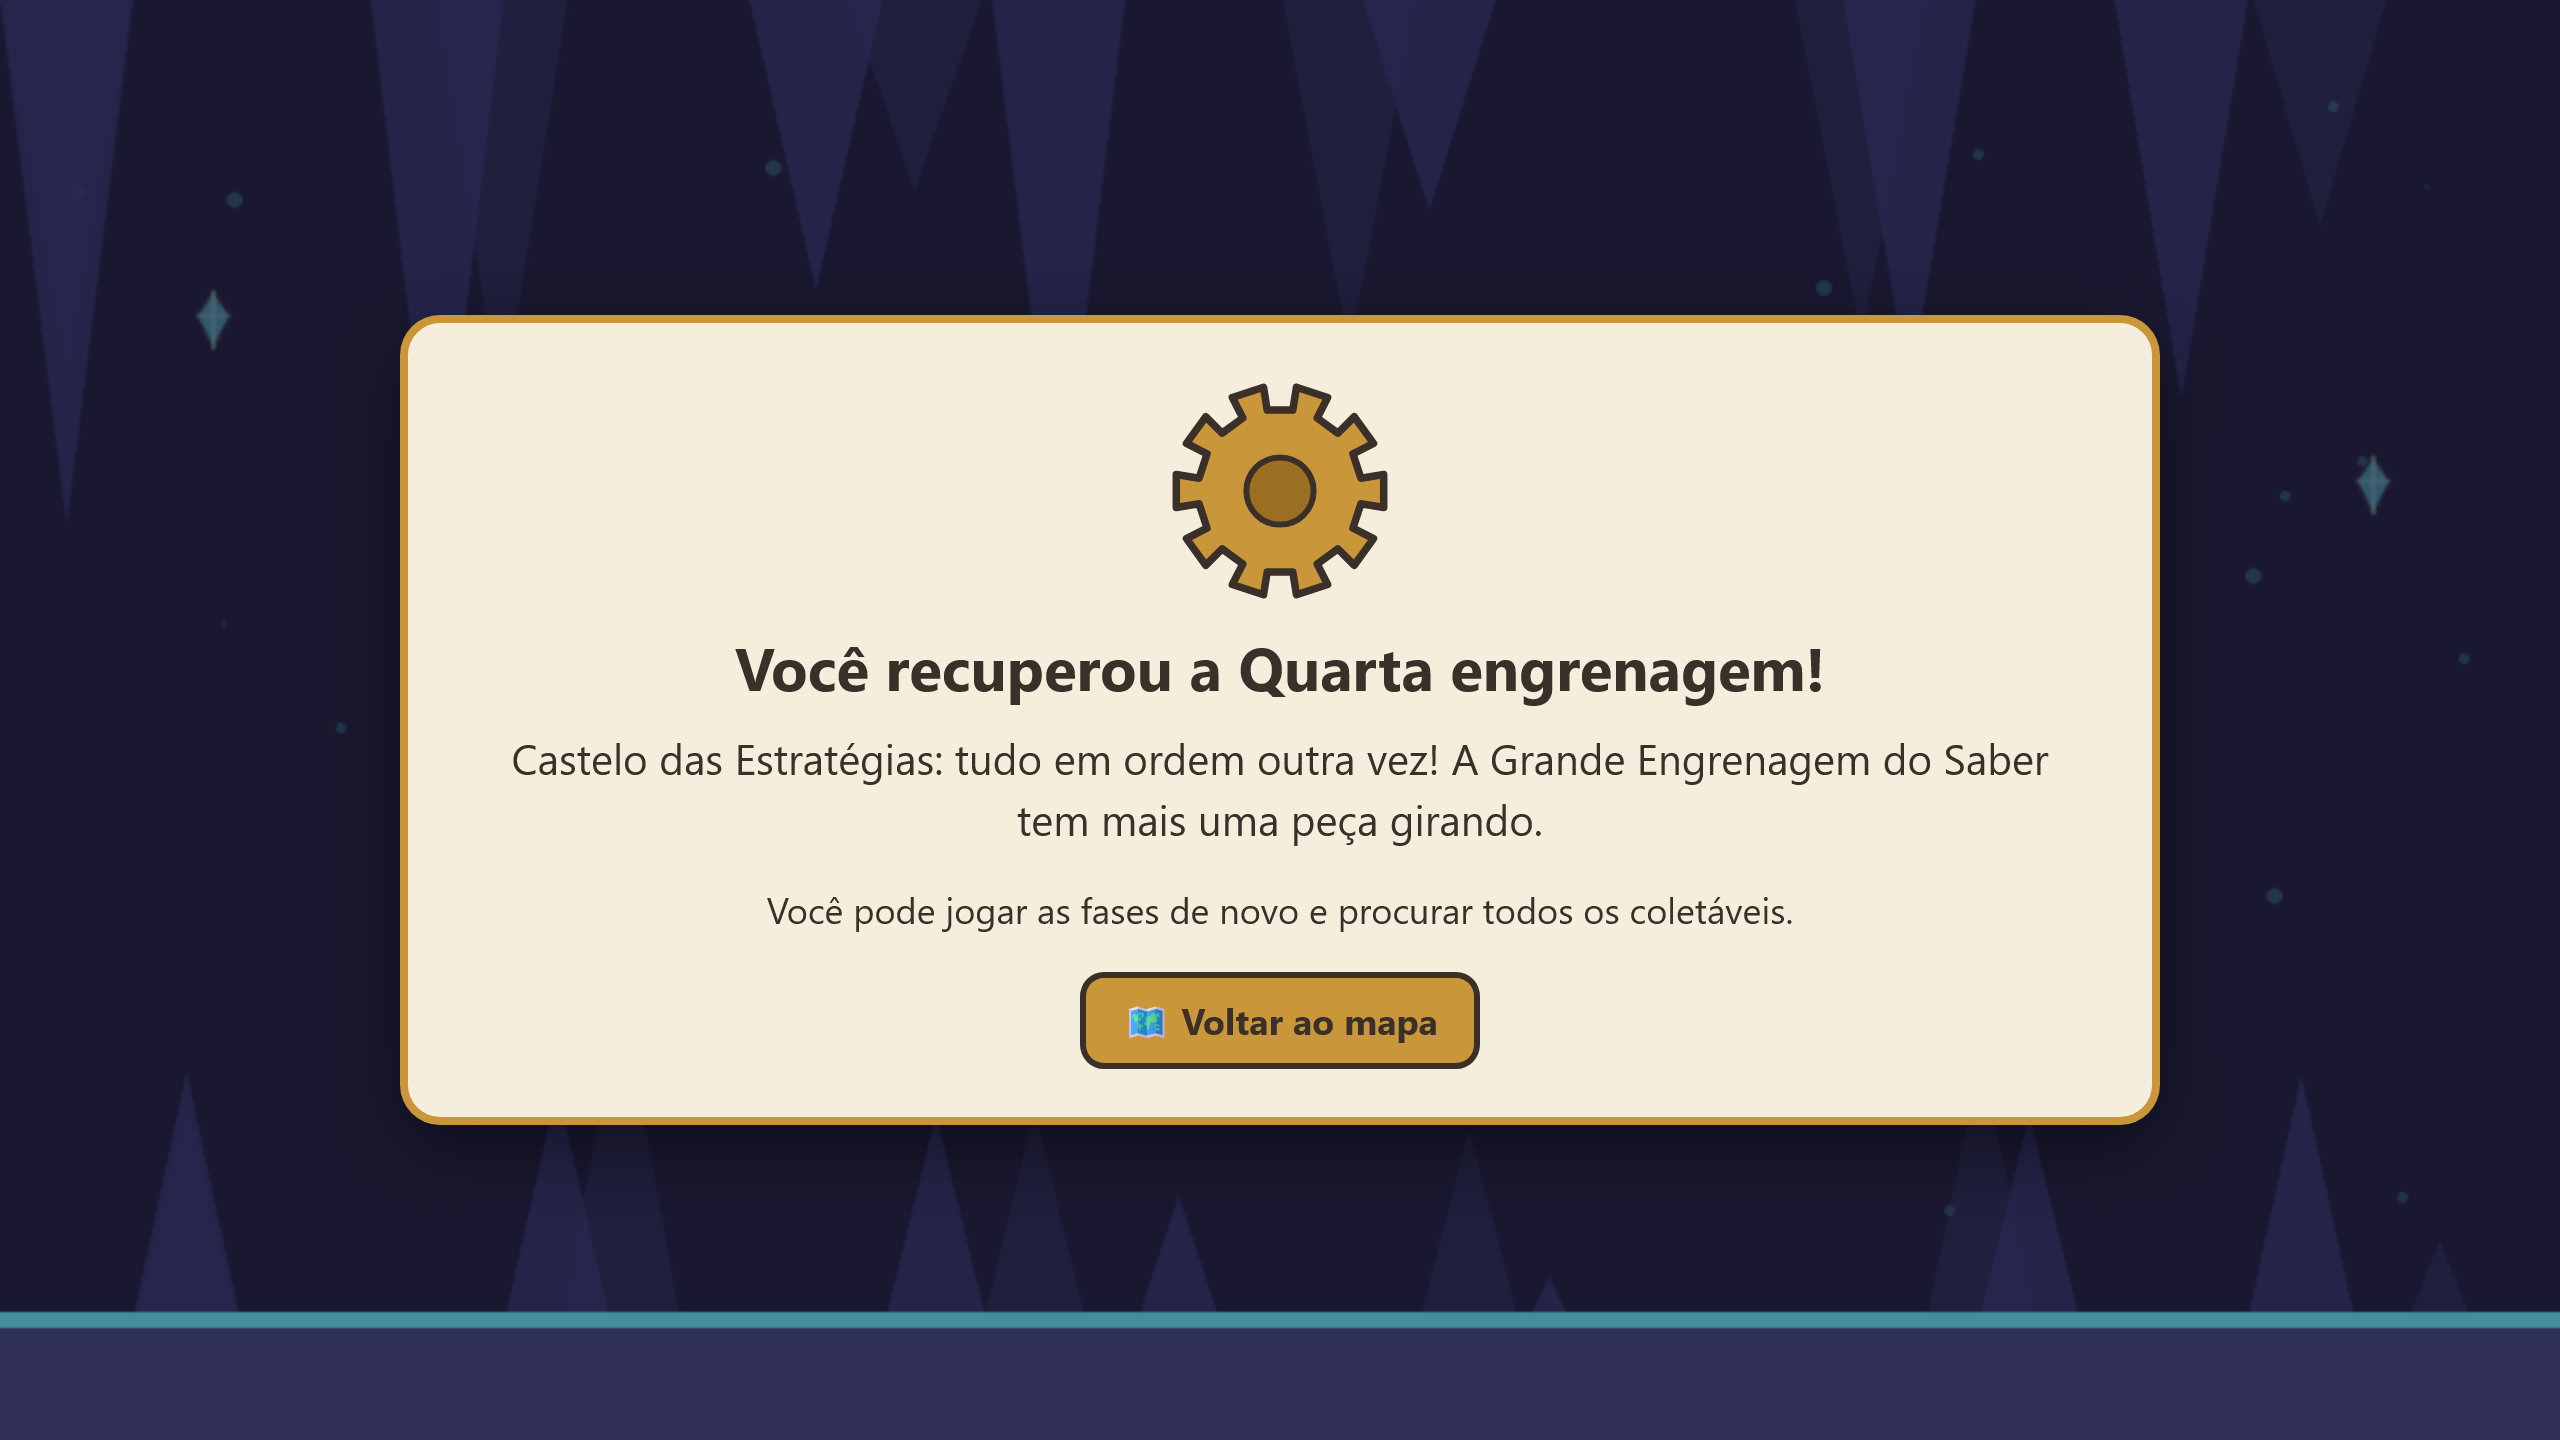 Você recuperou a Quarta engrenagem!
Castelo das Estratégias: tudo em ordem outra vez! A Grande Engrenagem do Saber
tem mais uma peça girando.
Você pode jogar as fases de novo e procurar todos os coletáveis.
Voltar ao mapa